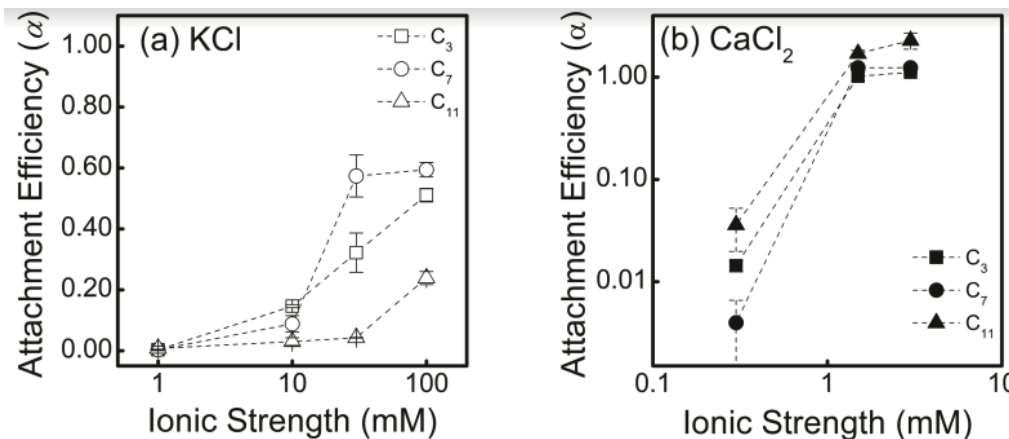 (a) KCl
C3
C7
C11
1.00
0.80
0.60
0.40
0.20
0.00
1
10
100
Attachment Efficiency (α)
Ionic Strength (mM)
(b) CaCl2
1.00
0.10
0.01
C3
C7
C11
0.1
1
10
Attachment Efficiency (α)
Ionic Strength (mM)